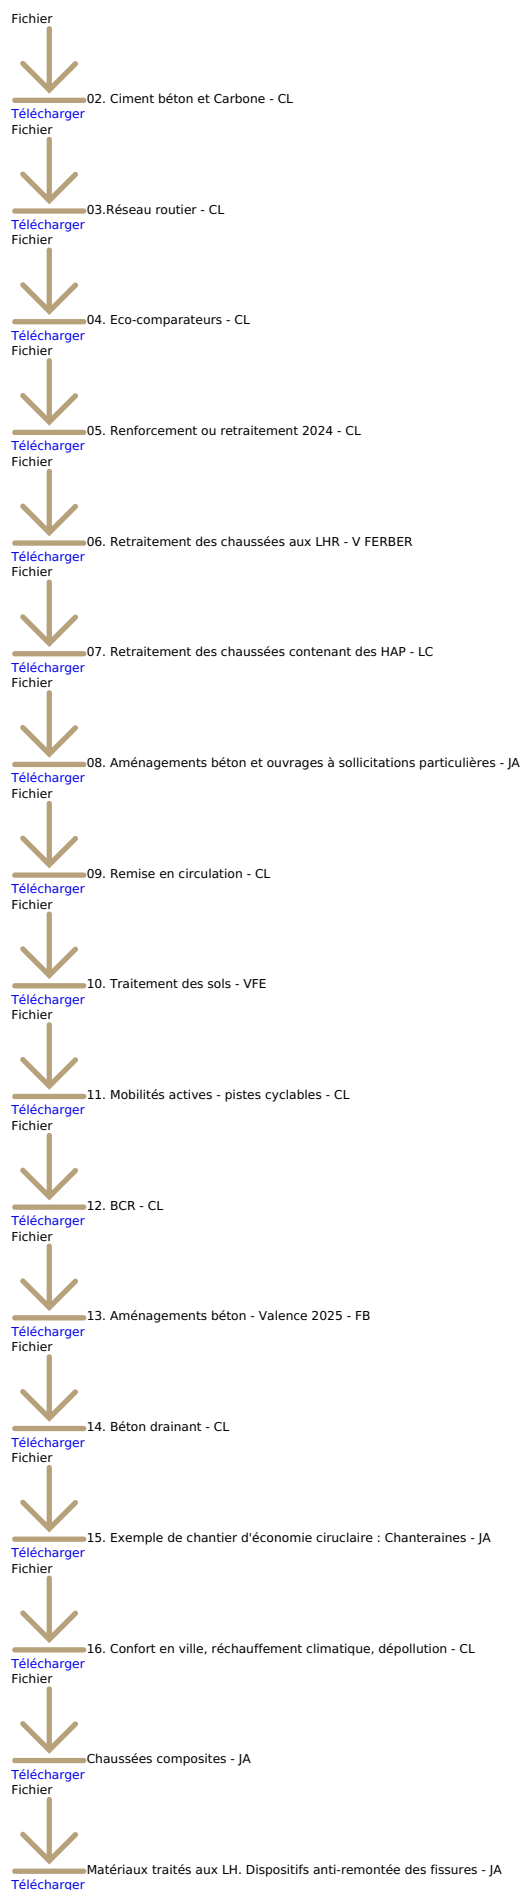 Fichier
02. Ciment béton et Carbone - CL
Télécharger
Fichier
03.Réseau routier - CL
Télécharger
Fichier
04. Eco-comparateurs - CL
Télécharger
Fichier
05. Renforcement ou retraitement 2024 - CL
Télécharger
Fichier
06. Retraitement des chaussées aux LHR - V FERBER
Télécharger
Fichier
07. Retraitement des chaussées contenant des HAP - LC
Télécharger
Fichier
08. Aménagements béton et ouvrages à sollicitations particulières - JA
Télécharger
Fichier
09. Remise en circulation - CL
Télécharger
Fichier
10. Traitement des sols - VFE
Télécharger
Fichier
11. Mobilités actives - pistes cyclables - CL
Télécharger
Fichier
12. BCR - CL
Télécharger
Fichier
13. Aménagements béton - Valence 2025 - FB
Télécharger
Fichier
14. Béton drainant - CL
Télécharger
Fichier
15. Exemple de chantier d'économie ciruclaire : Chanteraines - JA
Télécharger
Fichier
16. Confort en ville, réchauffement climatique, dépollution - CL
Télécharger
Fichier
Chaussées composites - JA
Télécharger
Fichier
Matériaux traités aux LH. Dispositifs anti-remontée des fissures - JA
Télécharger